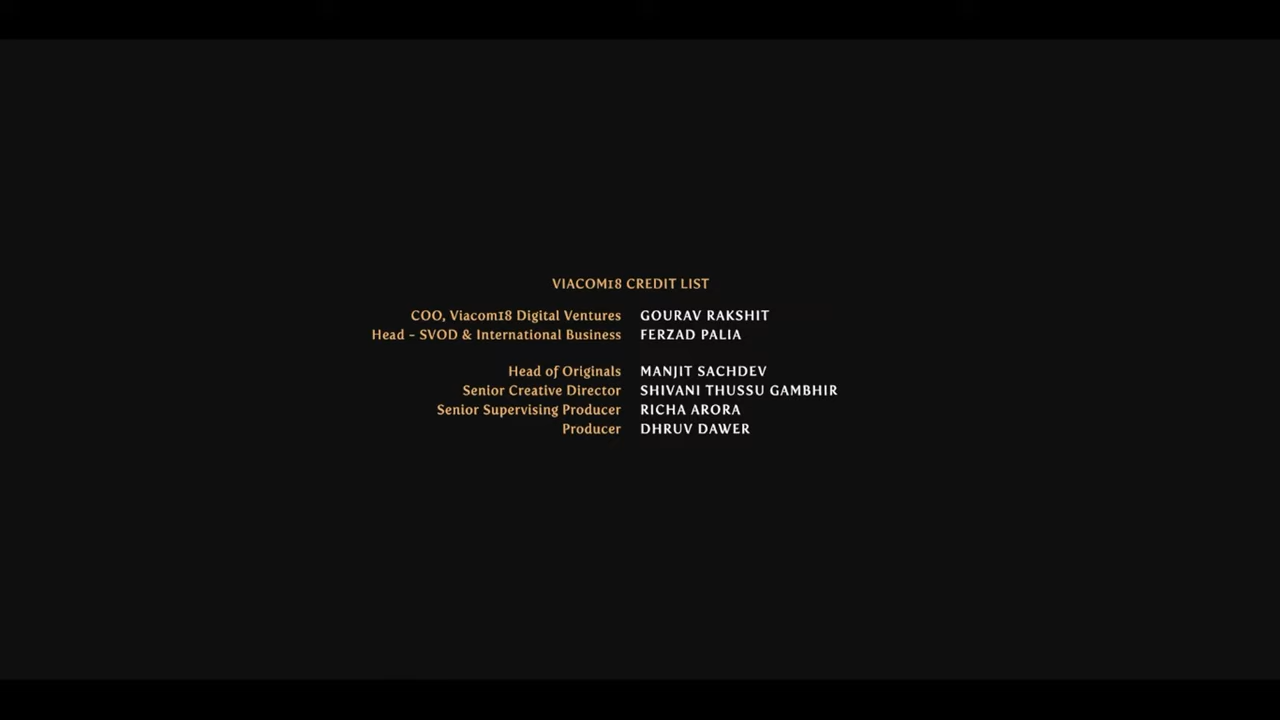 VIACOM18 CREDIT LIST
COO, Viacom18 Digital Ventures GOURAV RAKSHIT
Head - SVOD & International Business FERZAD PALIA
Head of Originals MANJIT SACHDEV
Senior Creative Director SHIVANI THUSSU GAMBHIR
Senior Supervising Producer RICHA ARORA
Producer DHRUV DAWER